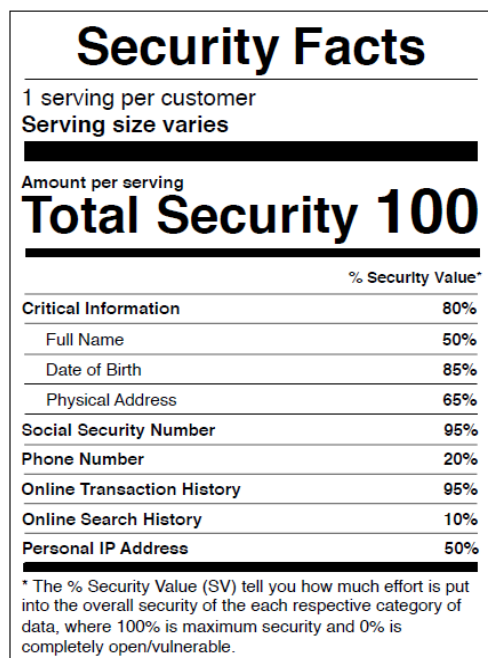 Security Facts
1 serving per customer
Serving size varies
Amount per serving
Total Security 100
% Security Value*
Critical Information 80%
Full Name 50%
Date of Birth 85%
Physical Address 65%
Social Security Number 95%
Phone Number 20%
Online Transaction History 95%
Online Search History 10%
Personal IP Address 50%
* The % Security Value (SV) tell you how much effort is put
into the overall security of the each respective category of
data, where 100% is maximum security and 0% is
completely open/vulnerable.